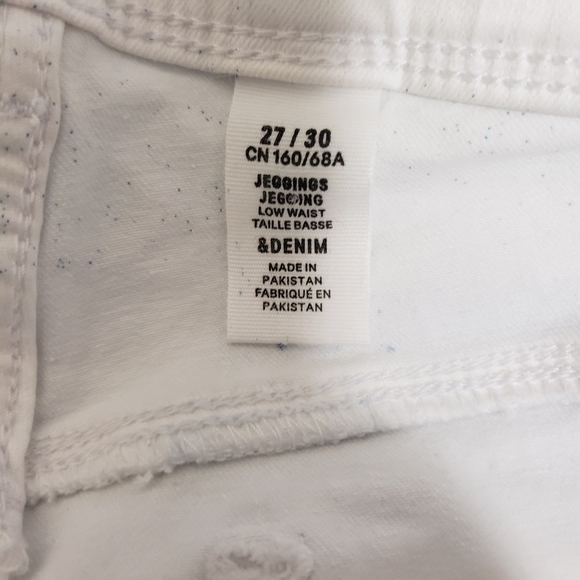 27 / 30
CN 160/68A
JEGGINGS
JEGGING
LOW WAIST
TAILLE BASSE
&DENIM
MADE IN
PAKISTAN
FABRIQUÉ EN
PAKISTAN